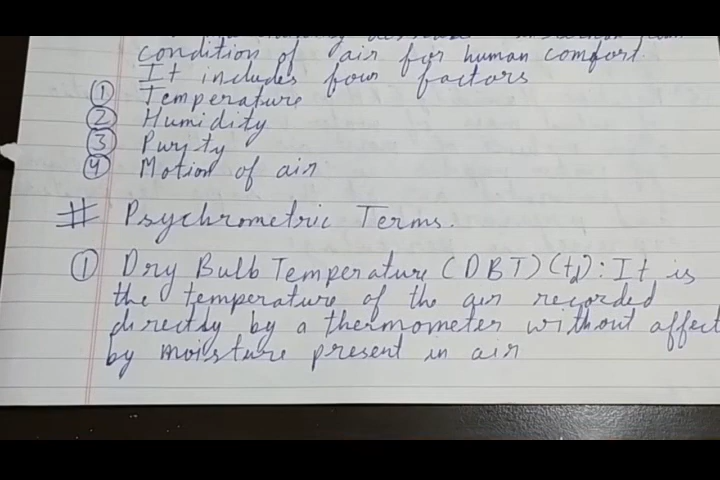 condition of air for human comfort.
It includes four factors
① Temperature
② Humidity
③ Purity
④ Motion of air
# Psychrometric Terms.
① Dry Bulb Temperature (DBT)(td): It is
the temperature of the air recorded
directly by a thermometer without affect
by moisture present in air